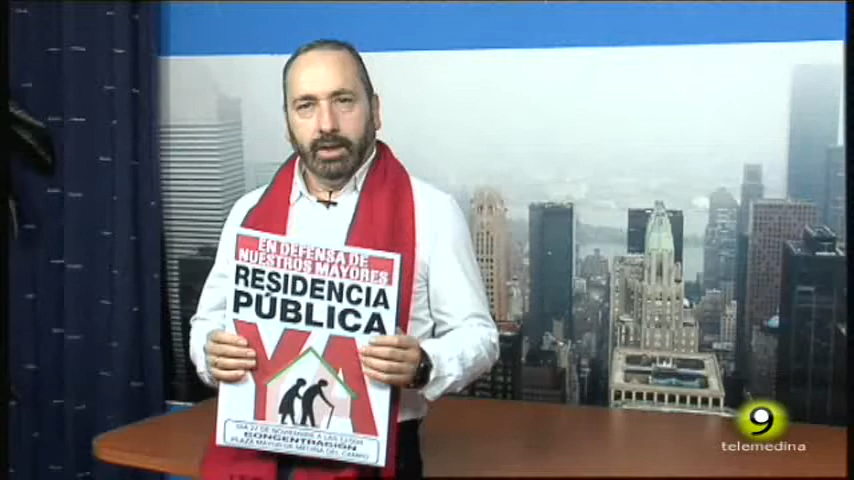 EN DEFENSA DE
NUESTROS MAYORES
RESIDENCIA
PÚBLICA
YA
DIA 27 DE NOVIEMBRE A LAS 12:00H
CONCENTRACIÓN
PLAZA MAYOR DE MEDINA DEL CAMPO
9
telemedina